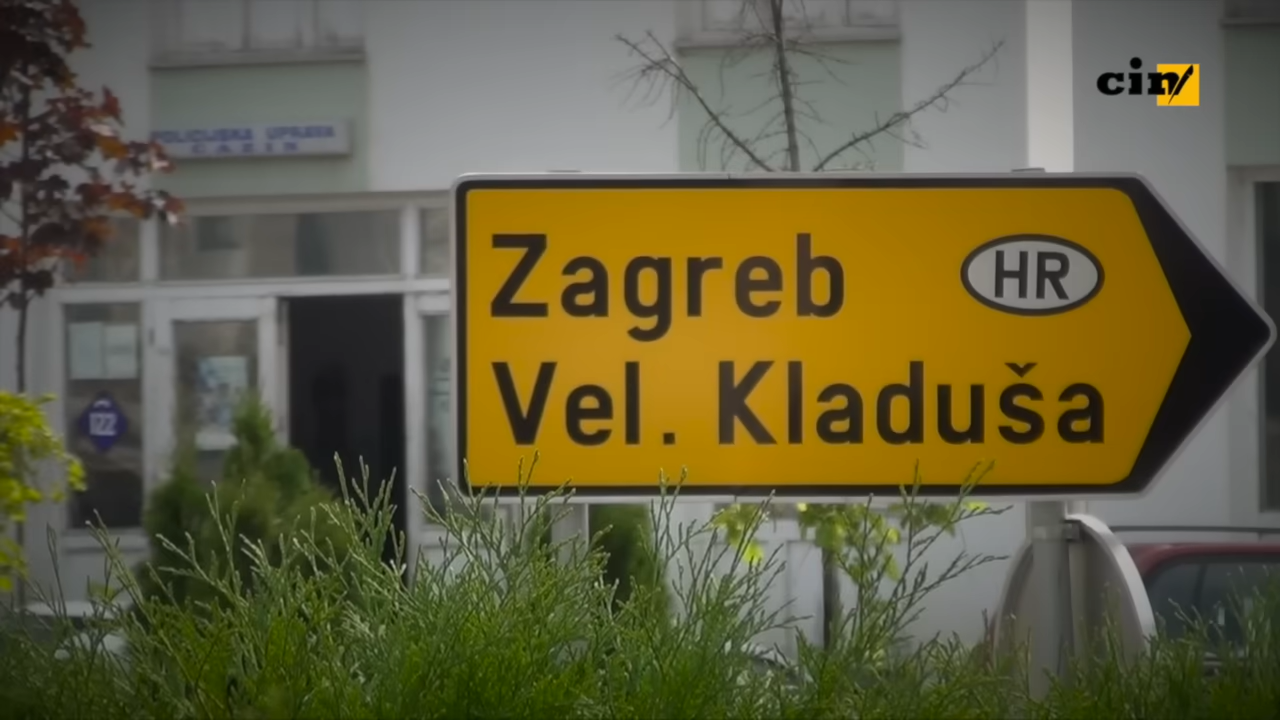 cin
POLICIJSKA UPRAVA
CAZIN
Zagreb HR
Vel. Kladuša
122